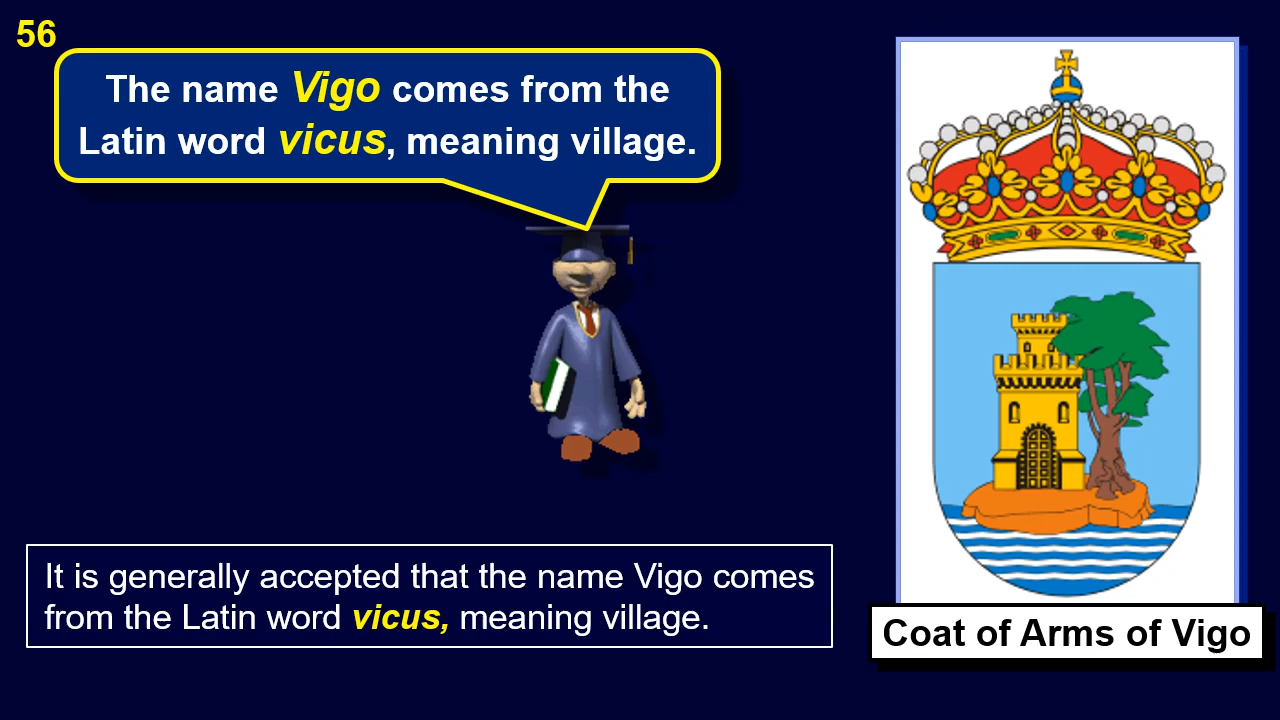 56
The name Vigo comes from the
Latin word vicus, meaning village.
It is generally accepted that the name Vigo comes
from the Latin word vicus, meaning village.
Coat of Arms of Vigo